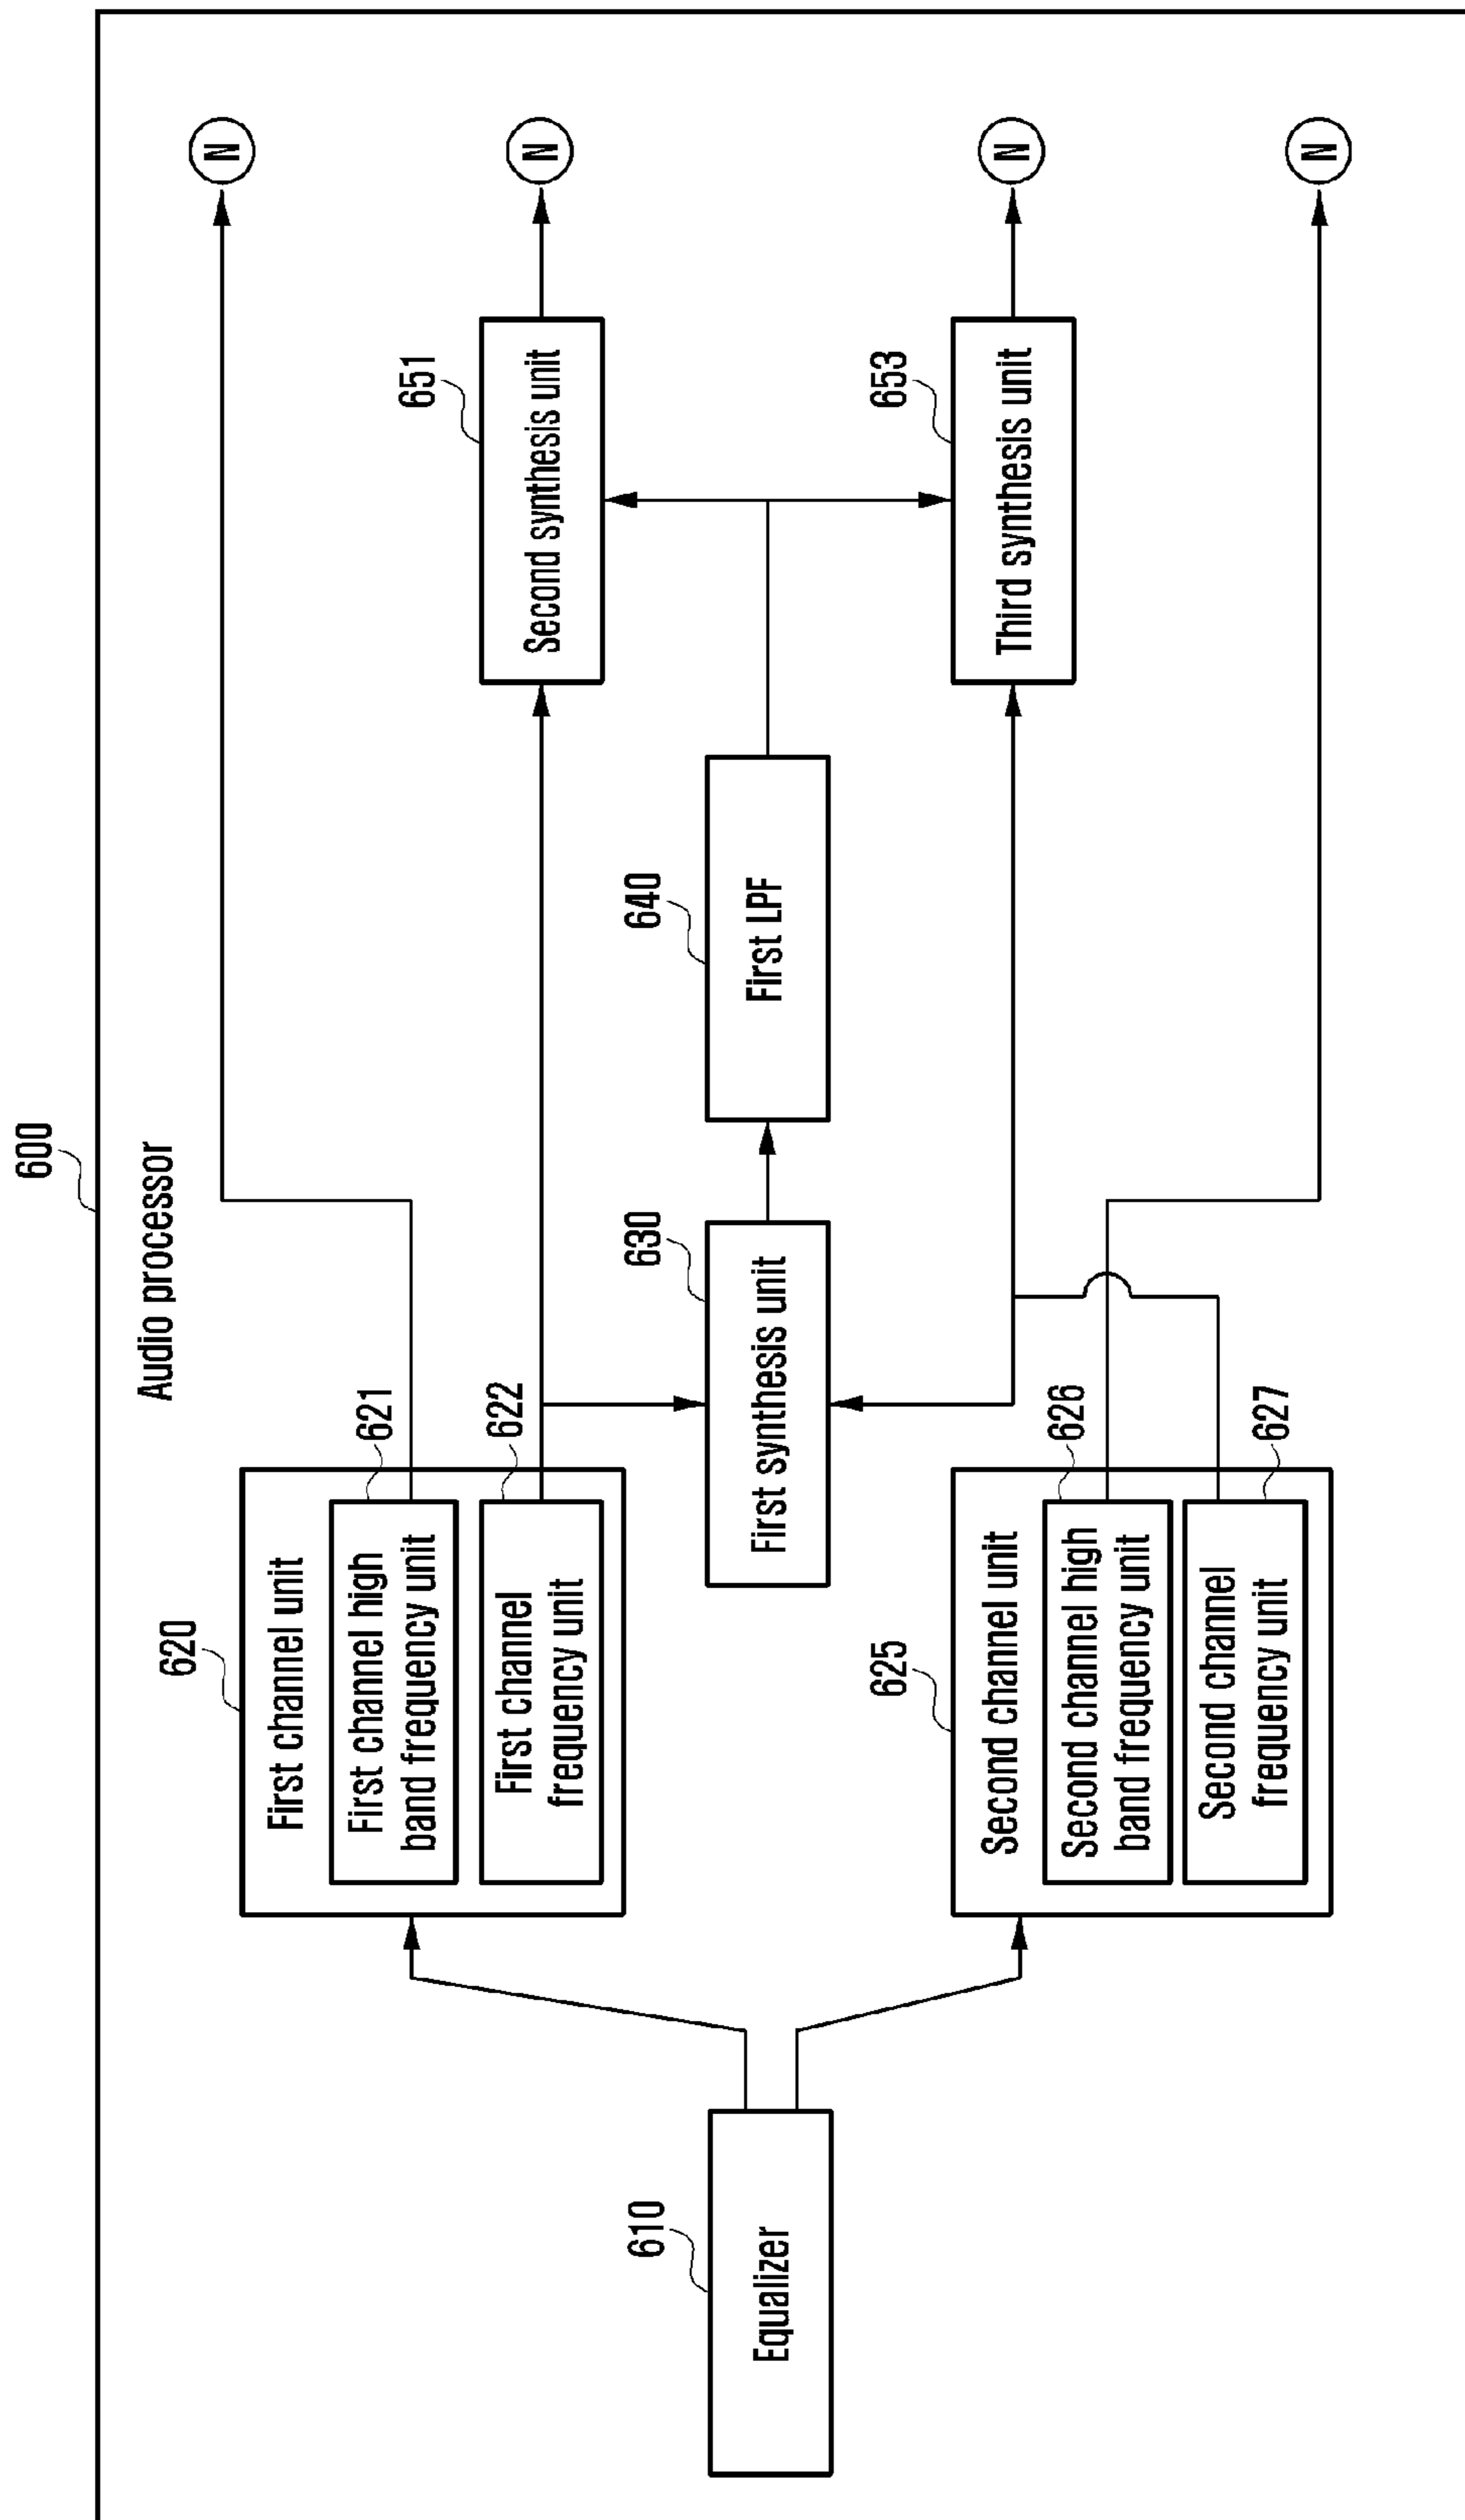 600
Audio processor
610
Equalizer
620
First channel unit
621
First channel high
band frequency unit
622
First channel
frequency unit
625
Second channel unit
626
Second channel high
band frequency unit
627
Second channel
frequency unit
630
First synthesis unit
640
First LPF
651
Second synthesis unit
653
Third synthesis unit
N
N
N
N